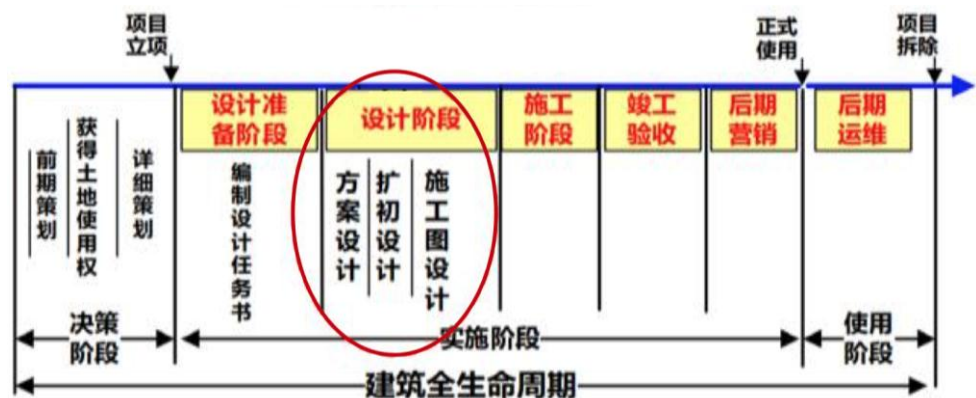 项目
立项
正式
使用
项目
拆除
设计准
备阶段
设计阶段
施工
阶段
竣工
验收
后期
营销
后期
运维
前期策划
获得土地使用权
详细策划
编制设计任务书
方案设计
扩初设计
施工图设计
决策
阶段
实施阶段
使用
阶段
建筑全生命周期